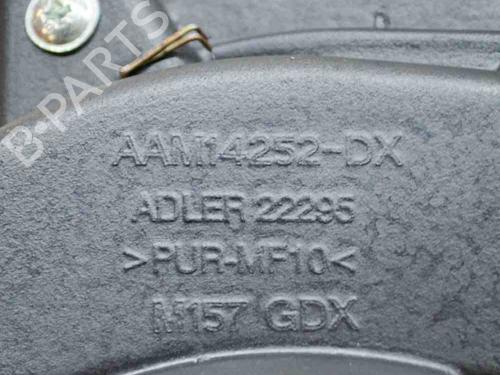 B-PARTS
AAM14252-DX
ADLER 22295
>PUR-MF10<
M157 GDX